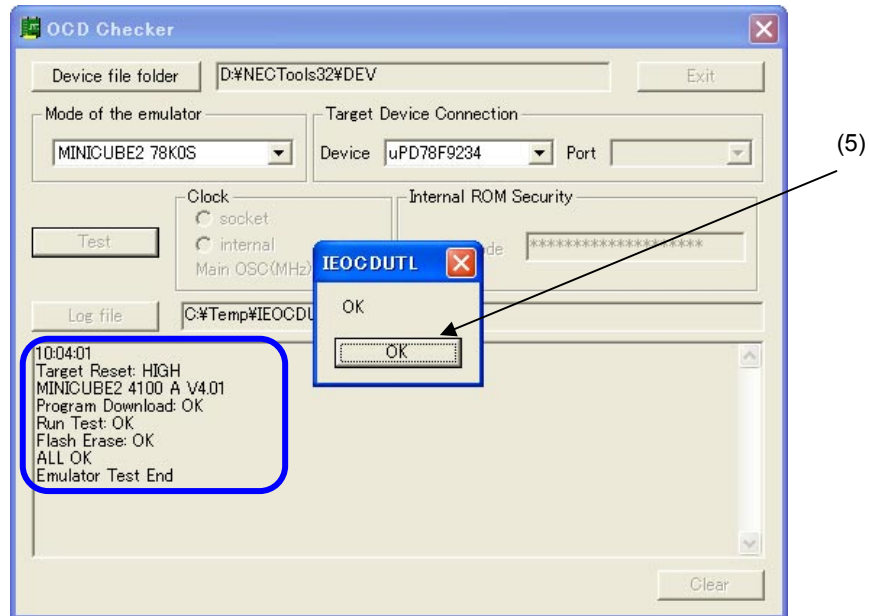 OCD Checker
Device file folder
D:¥NECTools32¥DEV
Exit
Mode of the emulator
Target Device Connection
MINICUBE2 78K0S
Device
uPD78F9234
Port
(5)
Clock
Internal ROM Security
socket
Test
internal
de
********************
Main OSC(MHz)
IEOCDUTL
OK
OK
Log file
C:¥Temp¥IEOCDU
10:04:01
Target Reset: HIGH
MINICUBE2 4100 A V4.01
Program Download: OK
Run Test: OK
Flash Erase: OK
ALL OK
Emulator Test End
Clear